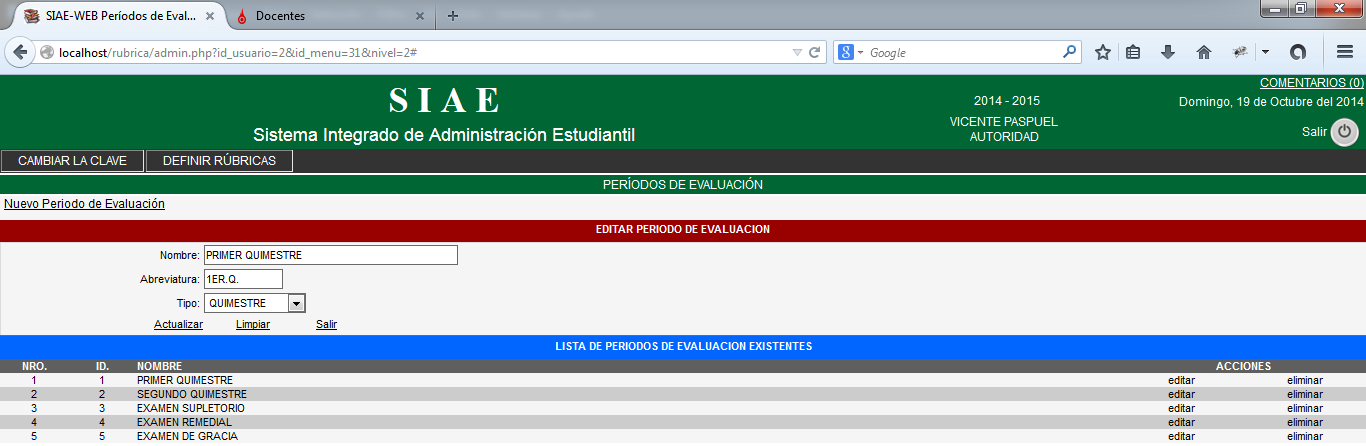 SIAE-WEB Períodos de Eval...
Docentes
localhost/rubrica/admin.php?id_usuario=2&id_menu=31&nivel=2#
Google
COMENTARIOS (0)
S I A E
2014 - 2015
Domingo, 19 de Octubre del 2014
Sistema Integrado de Administración Estudiantil
VICENTE PASPUEL
AUTORIDAD
Salir
CAMBIAR LA CLAVE
DEFINIR RÚBRICAS
PERÍODOS DE EVALUACIÓN
Nuevo Periodo de Evaluación
EDITAR PERIODO DE EVALUACION
Nombre: PRIMER QUIMESTRE
Abreviatura: 1ER.Q.
Tipo: QUIMESTRE
Actualizar Limpiar Salir
LISTA DE PERIODOS DE EVALUACION EXISTENTES
NRO. ID. NOMBRE ACCIONES
1 1 PRIMER QUIMESTRE editar eliminar
2 2 SEGUNDO QUIMESTRE editar eliminar
3 3 EXAMEN SUPLETORIO editar eliminar
4 4 EXAMEN REMEDIAL editar eliminar
5 5 EXAMEN DE GRACIA editar eliminar